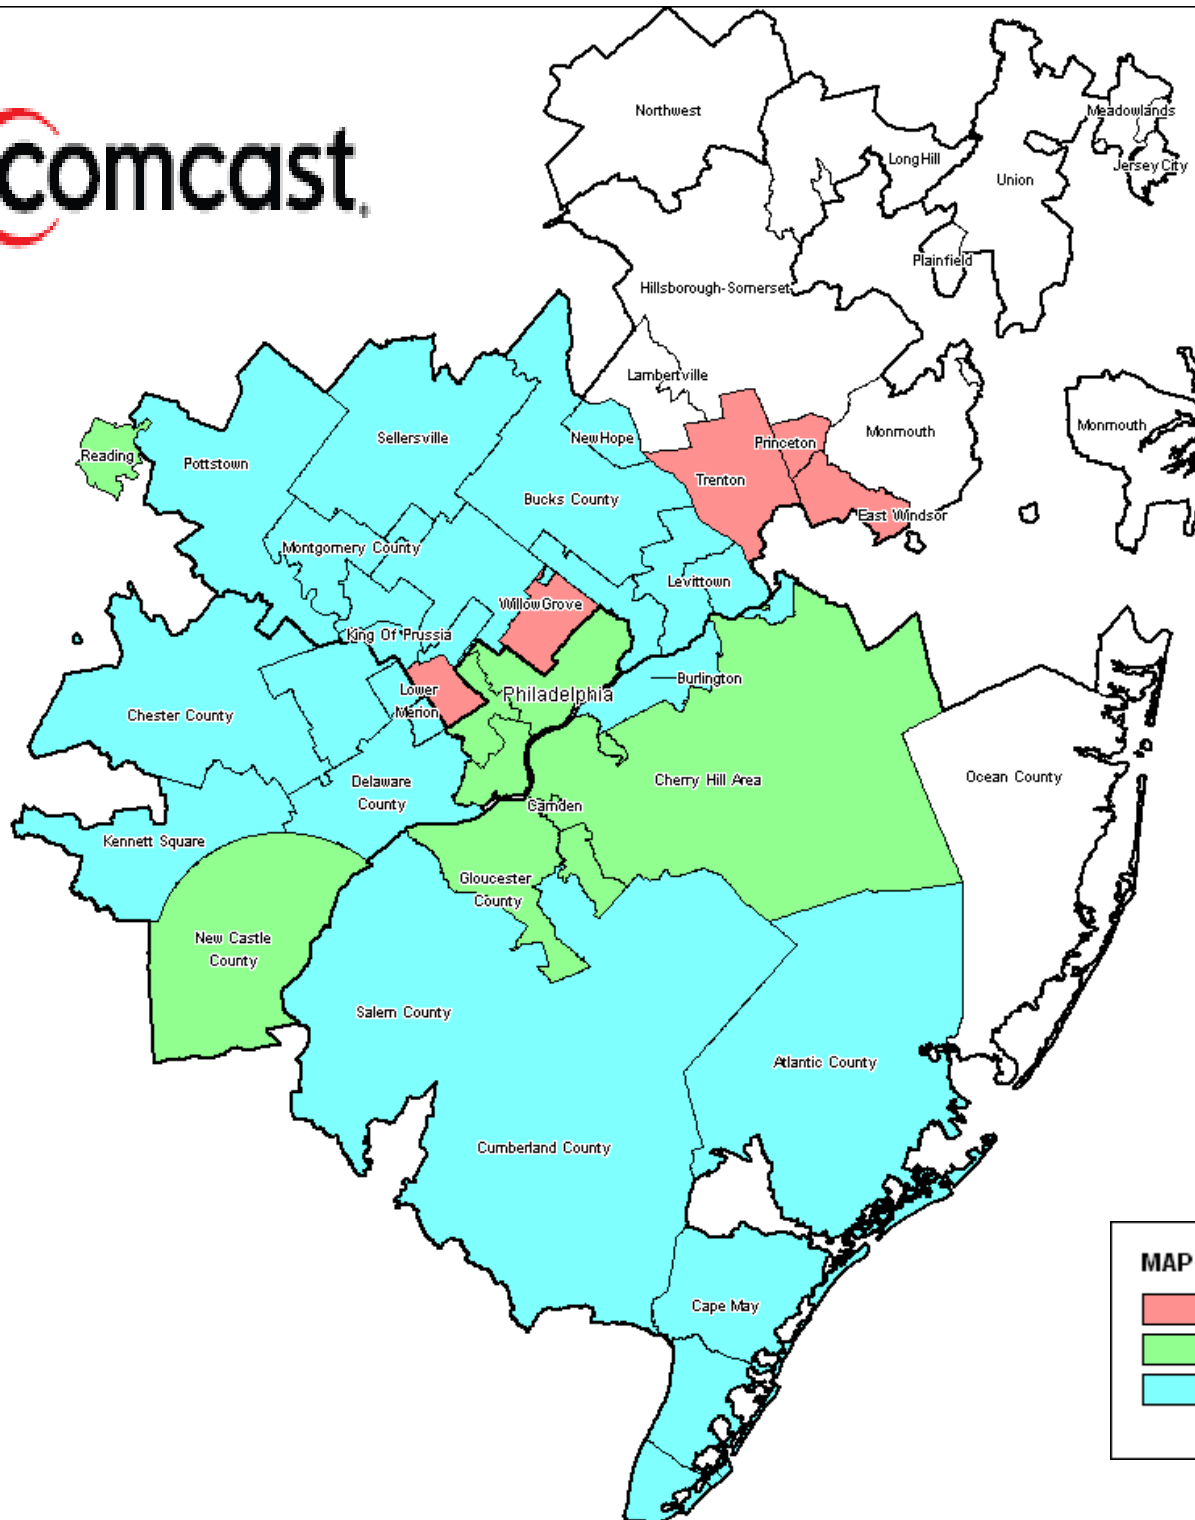 comcast.
Northwest
Meadowlands
Long Hill
Jersey City
Union
Plainfield
Hillsborough-Somerset
Lambertville
Monmouth
Monmouth
New Hope
Princeton
Sellersville
Reading
Pottstown
Trenton
Bucks County
East Windsor
Montgomery County
Levittown
Willow Grove
King Of Prussia
Burlington
Lower
Merion
Philadelphia
Chester County
Ocean County
Cherry Hill Area
Delaware
County
Camden
Kennett Square
Gloucester
County
New Castle
County
Salem County
Atlantic County
Cumberland County
Cape May
MAP